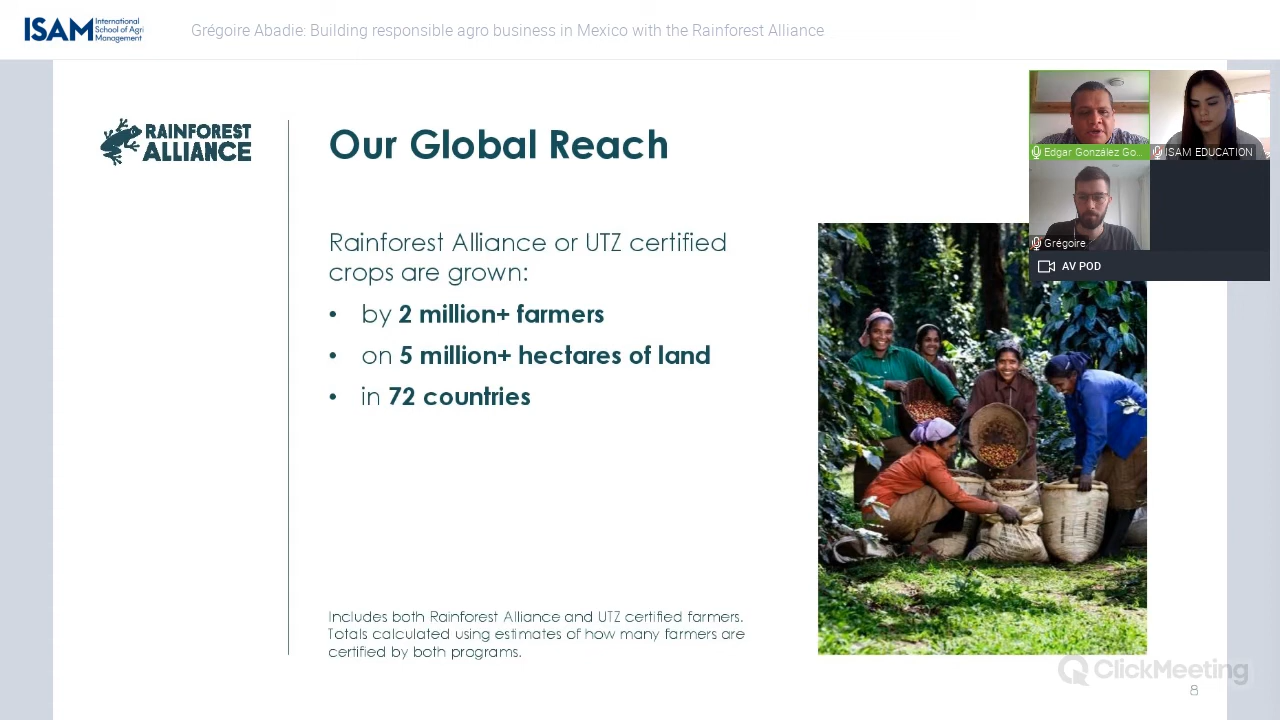 ISAM International
School of Agri
Management
Grégoire Abadie: Building responsible agro business in Mexico with the Rainforest Alliance
RAINFOREST
ALLIANCE
Our Global Reach
Rainforest Alliance or UTZ certified
crops are grown:
• by 2 million+ farmers
• on 5 million+ hectares of land
• in 72 countries
Includes both Rainforest Alliance and UTZ certified farmers.
Totals calculated using estimates of how many farmers are
certified by both programs.
Edgar González Go...
ISAM EDUCATION
Grégoire
AV POD
ClickMeeting
8